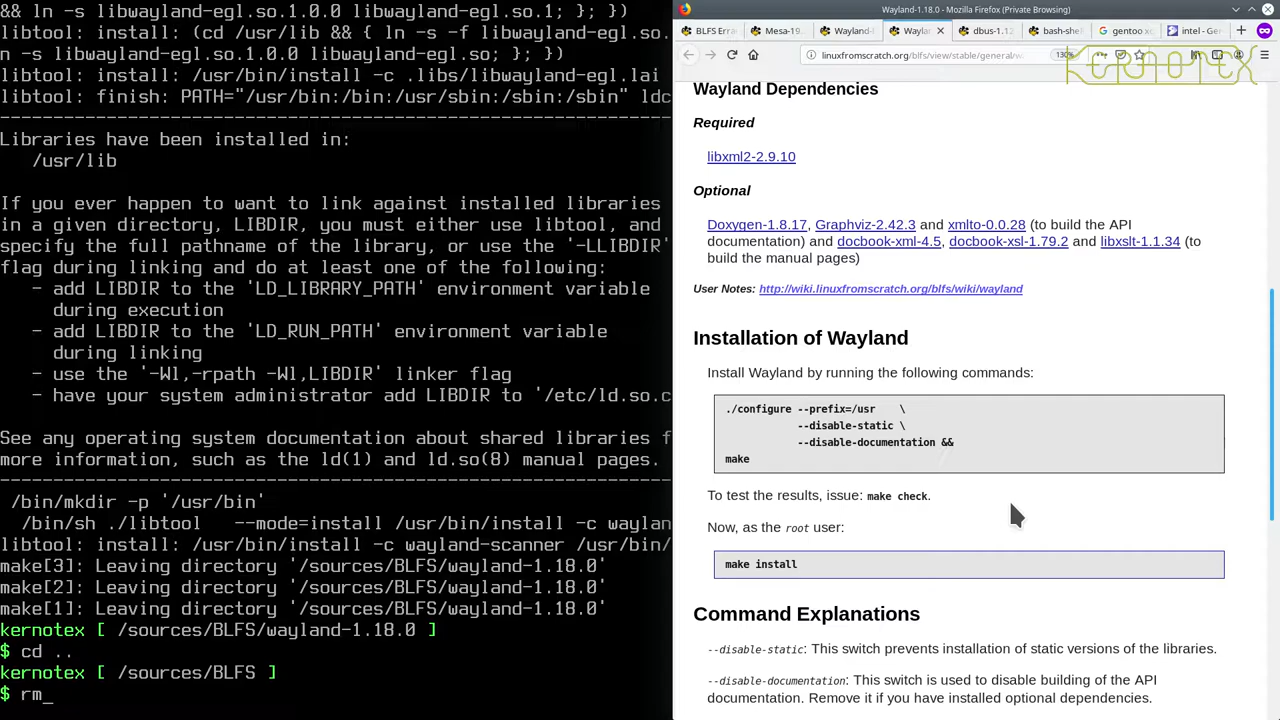 && ln -s libwayland-egl.so.1.0.0 libwayland-egl.so.1; }; })
libtool: install: (cd /usr/lib && { ln -s -f libwayland-egl.so.
n -s libwayland-egl.so.1.0.0 libwayland-egl.so; }; })
libtool: install: /usr/bin/install -c .libs/libwayland-egl.lai
libtool: finish: PATH="/usr/bin:/bin:/usr/sbin:/sbin:/sbin" ldc
Libraries have been installed in:
/usr/lib
If you ever happen to want to link against installed libraries
in a given directory, LIBDIR, you must either use libtool, and
specify the full pathname of the library, or use the '-LLIBDIR'
flag during linking and do at least one of the following:
- add LIBDIR to the 'LD_LIBRARY_PATH' environment variable
during execution
- add LIBDIR to the 'LD_RUN_PATH' environment variable
during linking
- use the '-Wl,-rpath -Wl,LIBDIR' linker flag
- have your system administrator add LIBDIR to '/etc/ld.so.c
See any operating system documentation about shared libraries f
more information, such as the ld(1) and ld.so(8) manual pages.
/bin/mkdir -p '/usr/bin'
/bin/sh ./libtool --mode=install /usr/bin/install -c waylan
libtool: install: /usr/bin/install -c wayland-scanner /usr/bin/
make[3]: Leaving directory '/sources/BLFS/wayland-1.18.0'
make[2]: Leaving directory '/sources/BLFS/wayland-1.18.0'
make[1]: Leaving directory '/sources/BLFS/wayland-1.18.0'
kernotex [ /sources/BLFS/wayland-1.18.0 ]
$ cd ..
kernotex [ /sources/BLFS ]
$ rm_
Wayland-1.18.0 - Mozilla Firefox (Private Browsing)
BLFS Erra Mesa-19. Wayland- Wayla dbus-1.12 bash-shel gentoo xo intel - Ge
linuxfromscratch.org/blfs/view/stable/general/w 130%
kernotex
Wayland Dependencies
Required
libxml2-2.9.10
Optional
Doxygen-1.8.17, Graphviz-2.42.3 and xmlto-0.0.28 (to build the API
documentation) and docbook-xml-4.5, docbook-xsl-1.79.2 and libxslt-1.1.34 (to
build the manual pages)
User Notes: http://wiki.linuxfromscratch.org/blfs/wiki/wayland
Installation of Wayland
Install Wayland by running the following commands:
./configure --prefix=/usr \
--disable-static \
--disable-documentation &&
make
To test the results, issue: make check.
Now, as the root user:
make install
Command Explanations
--disable-static: This switch prevents installation of static versions of the libraries.
--disable-documentation: This switch is used to disable building of the API
documentation. Remove it if you have installed optional dependencies.